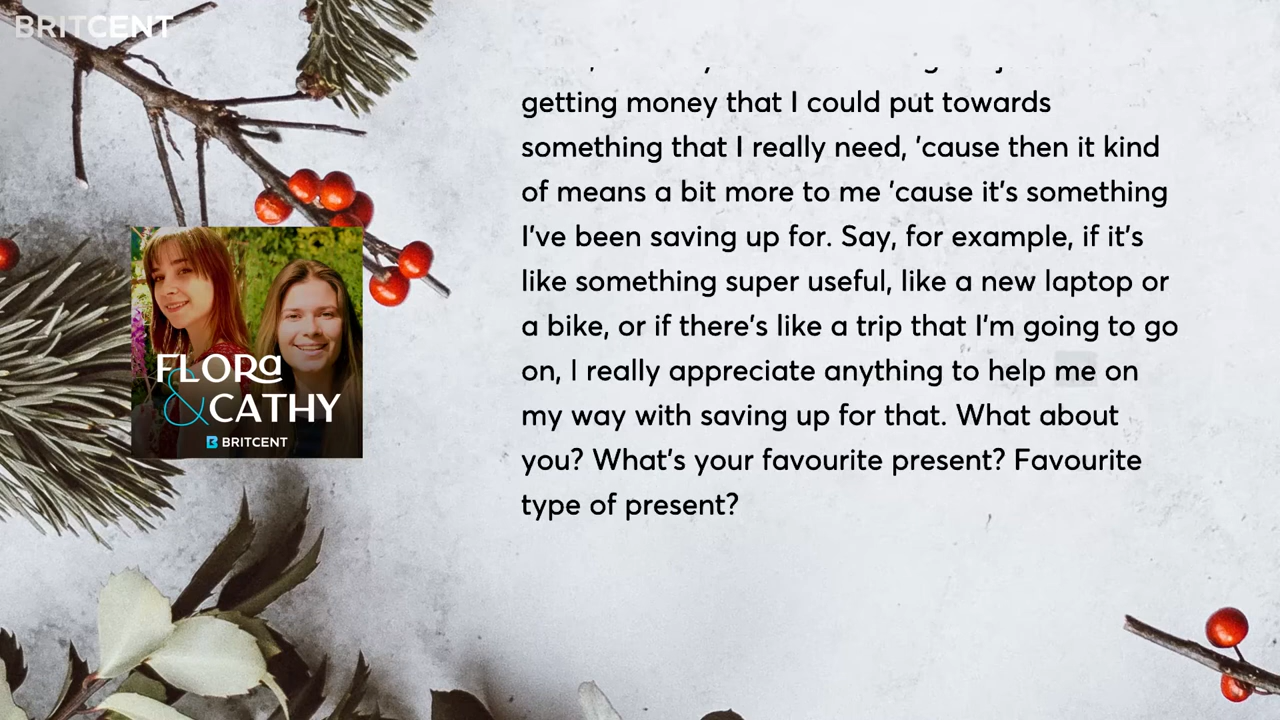 BRITCENT
getting money that I could put towards
something that I really need, 'cause then it kind
of means a bit more to me 'cause it's something
I've been saving up for. Say, for example, if it's
like something super useful, like a new laptop or
a bike, or if there's like a trip that I'm going to go
on, I really appreciate anything to help me on
my way with saving up for that. What about
you? What's your favourite present? Favourite
type of present?
FLORa
& CATHY
BRITCENT